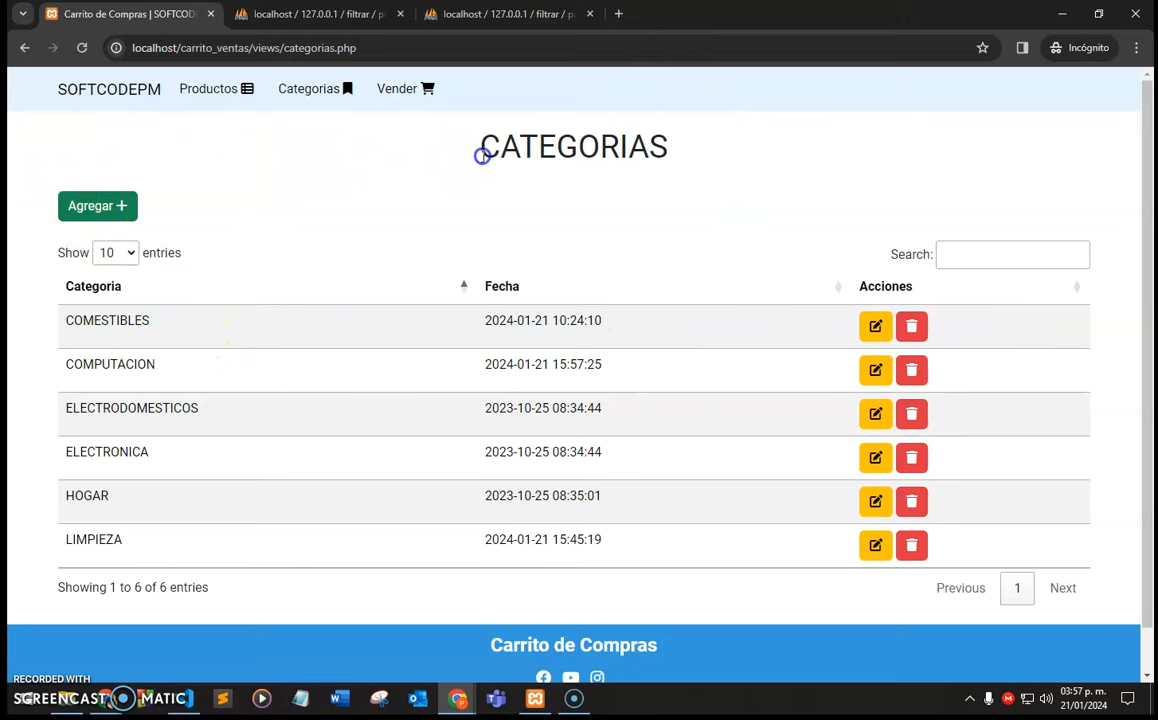 Carrito de Compras | SOFTCOD
localhost / 127.0.0.1 / filtrar / p
localhost / 127.0.0.1 / filtrar / p
localhost/carrito_ventas/views/categorias.php
Incógnito
SOFTCODEPM Productos Categorias Vender
CATEGORIAS
Agregar +
Show 10 entries
Search:
Categoria Fecha Acciones
COMESTIBLES 2024-01-21 10:24:10
COMPUTACION 2024-01-21 15:57:25
ELECTRODOMESTICOS 2023-10-25 08:34:44
ELECTRONICA 2023-10-25 08:34:44
HOGAR 2023-10-25 08:35:01
LIMPIEZA 2024-01-21 15:45:19
Showing 1 to 6 of 6 entries
Previous 1 Next
Carrito de Compras
RECORDED WITH
SCREENCAST MATIC
03:57 p. m.
21/01/2024